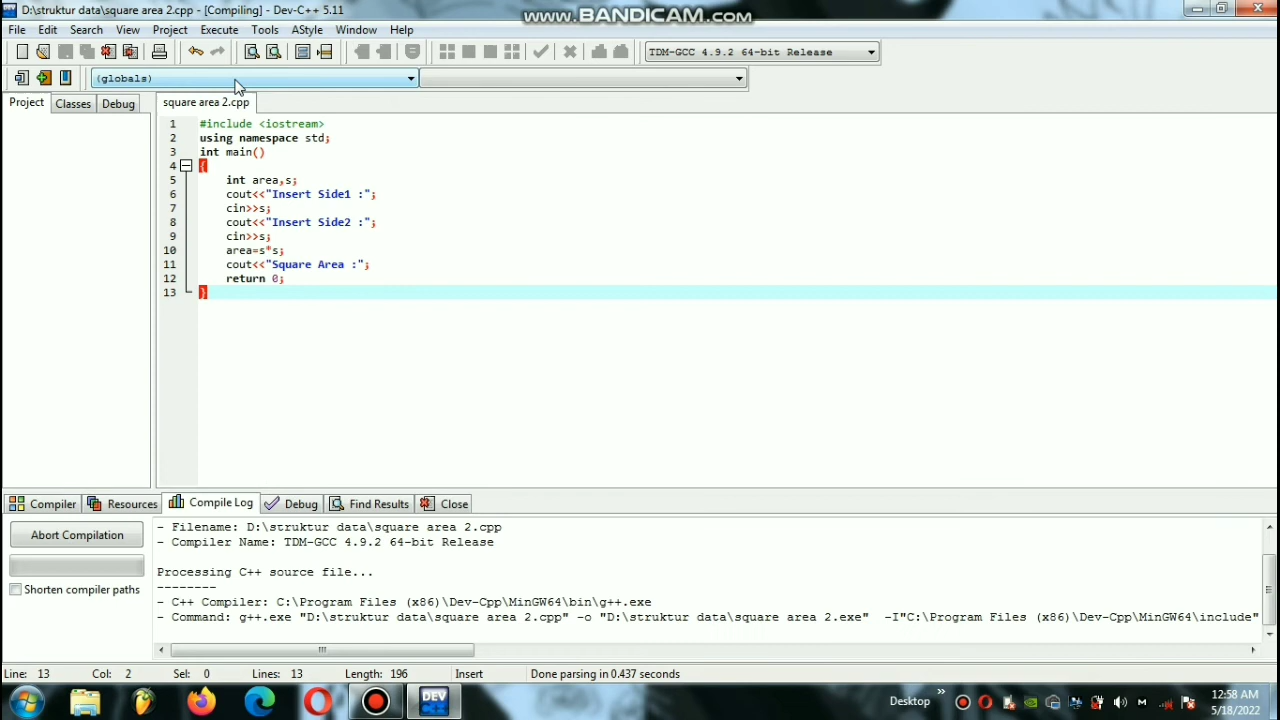 D:\struktur data\square area 2.cpp - [Compiling] - Dev-C++ 5.11
www.BANDICAM.com
File Edit Search View Project Execute Tools AStyle Window Help
TDM-GCC 4.9.2 64-bit Release
(globals)
Project Classes Debug
square area 2.cpp
1 #include <iostream>
2 using namespace std;
3 int main()
4 {
5 int area,s;
6 cout<<"Insert Side1 :";
7 cin>>s;
8 cout<<"Insert Side2 :";
9 cin>>s;
10 area=s*s;
11 cout<<"Square Area :";
12 return 0;
13 }
Compiler Resources Compile Log Debug Find Results Close
Abort Compilation
Shorten compiler paths
- Filename: D:\struktur data\square area 2.cpp
- Compiler Name: TDM-GCC 4.9.2 64-bit Release
Processing C++ source file...
--------
- C++ Compiler: C:\Program Files (x86)\Dev-Cpp\MinGW64\bin\g++.exe
- Command: g++.exe "D:\struktur data\square area 2.cpp" -o "D:\struktur data\square area 2.exe" -I"C:\Program Files (x86)\Dev-Cpp\MinGW64\include"
Line: 13 Col: 2 Sel: 0 Lines: 13 Length: 196 Insert Done parsing in 0.437 seconds
DEV
Desktop
»
12:58 AM
5/18/2022